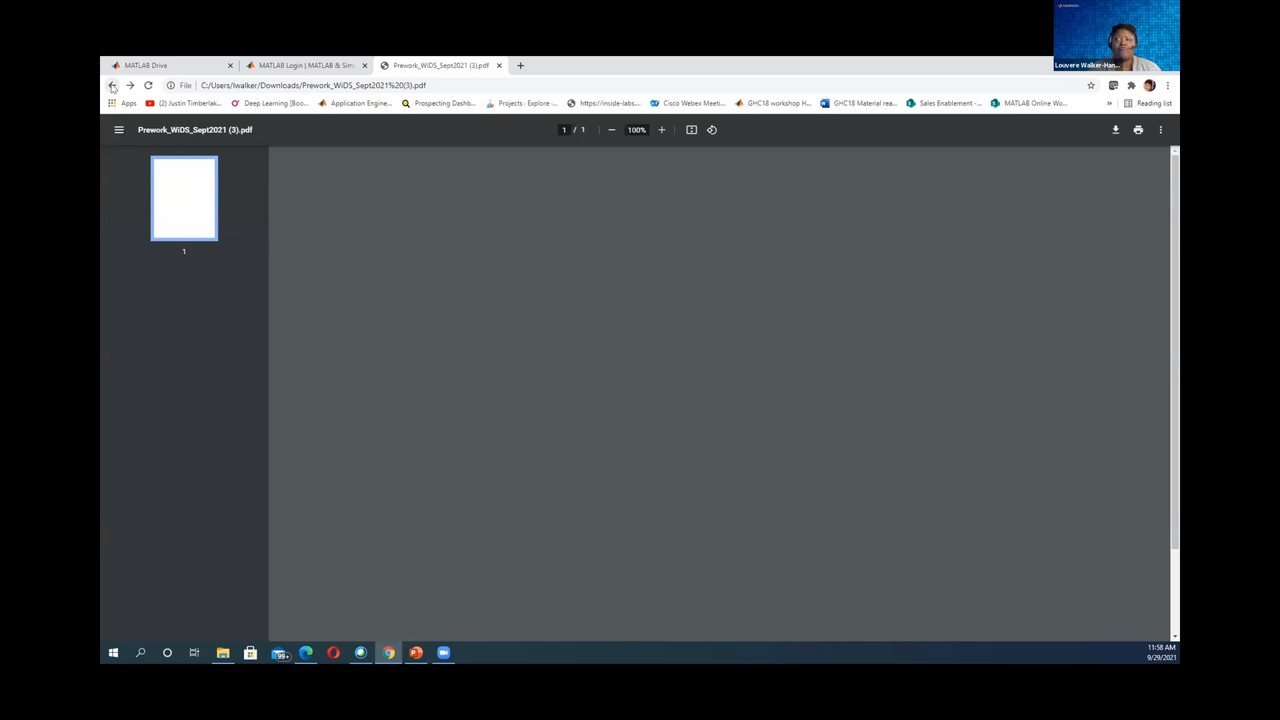 MathWorks
Louvere Walker-Han...
MATLAB Drive
MATLAB Login | MATLAB & Simu
Prework_WiDS_Sept2021 (3).pdf
File
C:/Users/lwalker/Downloads/Prework_WiDS_Sept2021%20(3).pdf
Apps
(2) Justin Timberlak...
Deep Learning [Boo...
Application Engine...
Prospecting Dashb...
Projects - Explore -...
https://inside-labs...
Cisco Webex Meeti...
GHC18 workshop H...
GHC18 Material rea...
Sales Enablement -...
MATLAB Online Wo...
»
Reading list
Prework_WiDS_Sept2021 (3).pdf
1 / 1
100%
1
99+
11:58 AM
9/29/2021